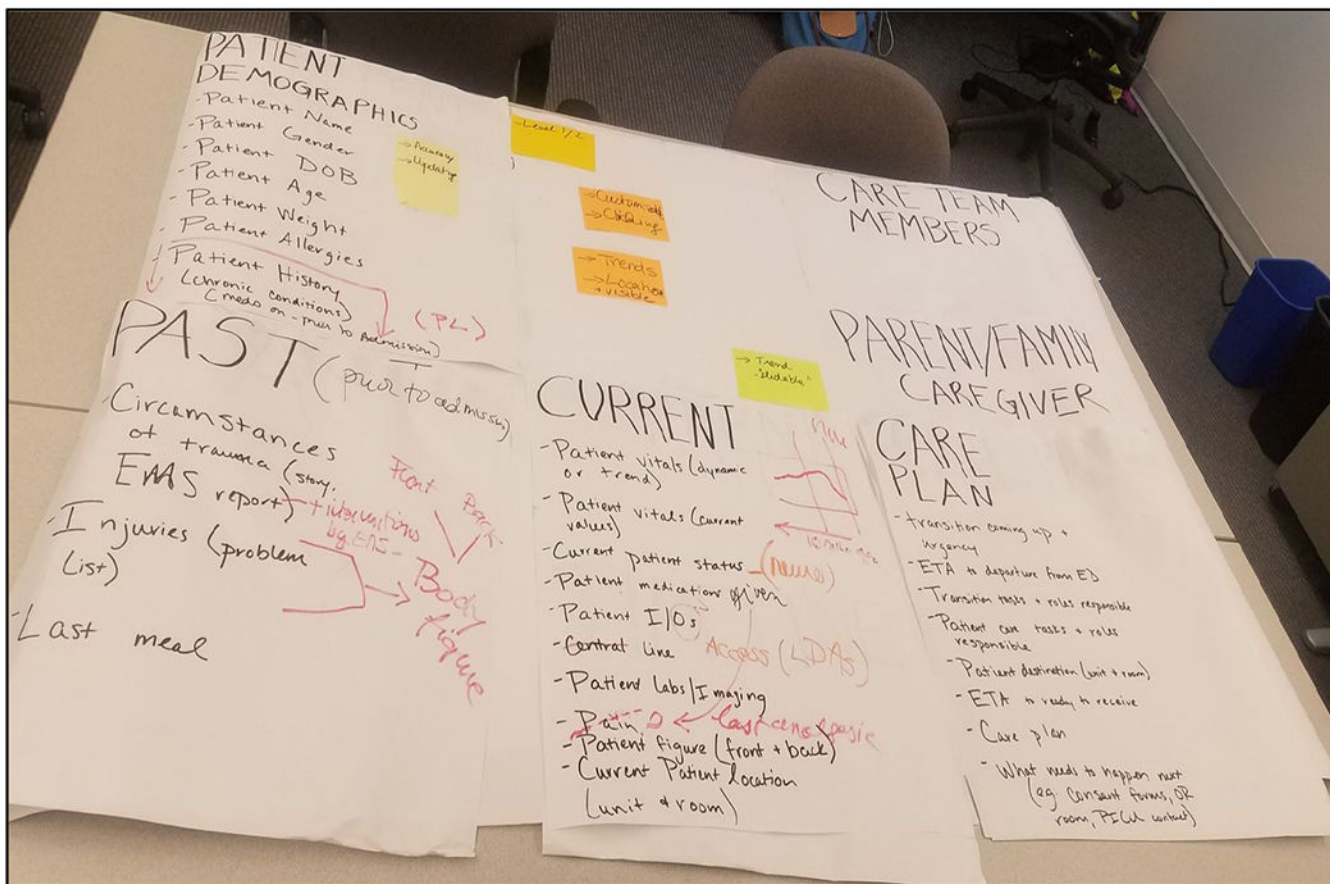 PATIENT
DEMOGRAPHICS
- Patient Name
- Patient Gender
- Patient DOB
- Patient Age
- Patient Weight
- Patient Allergies
- Patient History
(chronic conditions)
(meds on - prior to Admission)
(PL)
→ Accuracy
→ Updating
- Level 1/2
→ Customizable
→ Trends
→ Location
+ visible
→ Trend
"slidable"
CARE TEAM
MEMBERS
PARENT/FAMILY
CAREGIVER
PAST (prior to admission)
- Circumstances
of trauma (story,
EMS report)
+ interventions
by EMS -
- Injuries (problem
list)
- Last meal
Front Back
Body
figure
CURRENT
- Patient vitals (dynamic
or trend)
- Patient vitals (current
values)
- Current patient status - (neuro)
- Patient medications given
- Patient I/Os
- Central line Access (LDAs)
- Patient Labs/Imaging
- Pain ← last analgesic
- Patient figure (front + back)
- Current Patient location
(unit + room)
CARE
PLAN
- transition coming up +
urgency
- ETA to departure from ED
- Transition tasks + roles responsible
- Patient care tasks + roles
responsible
- Patient destination (unit + room)
- ETA to ready to receive
- Care plan
- What needs to happen next
(eg. consent forms, OR
room, PICU contact)